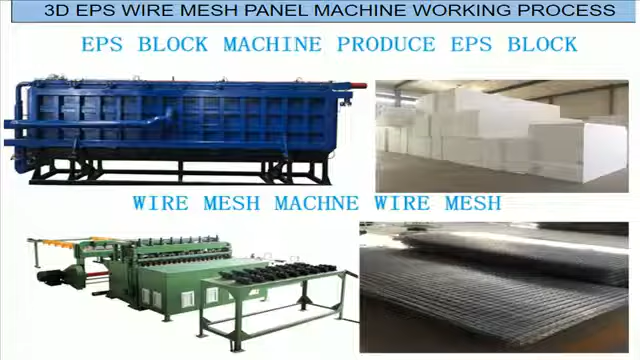 3D EPS WIRE MESH PANEL MACHINE WORKING PROCESS
EPS BLOCK MACHINE PRODUCE EPS BLOCK
WIRE MESH MACHNE WIRE MESH